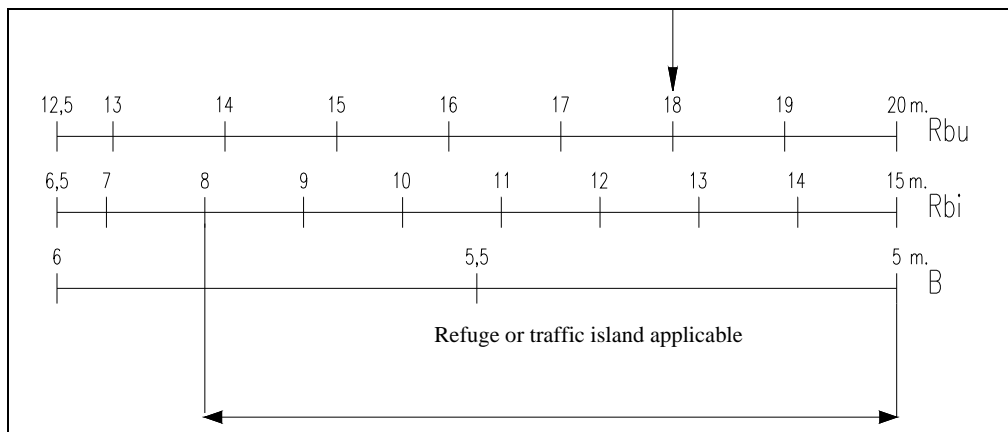 12,5 13 14 15 16 17 18 19 20 m.
Rbu
6,5 7 8 9 10 11 12 13 14 15 m.
Rbi
6 5,5 5 m.
B
Refuge or traffic island applicable